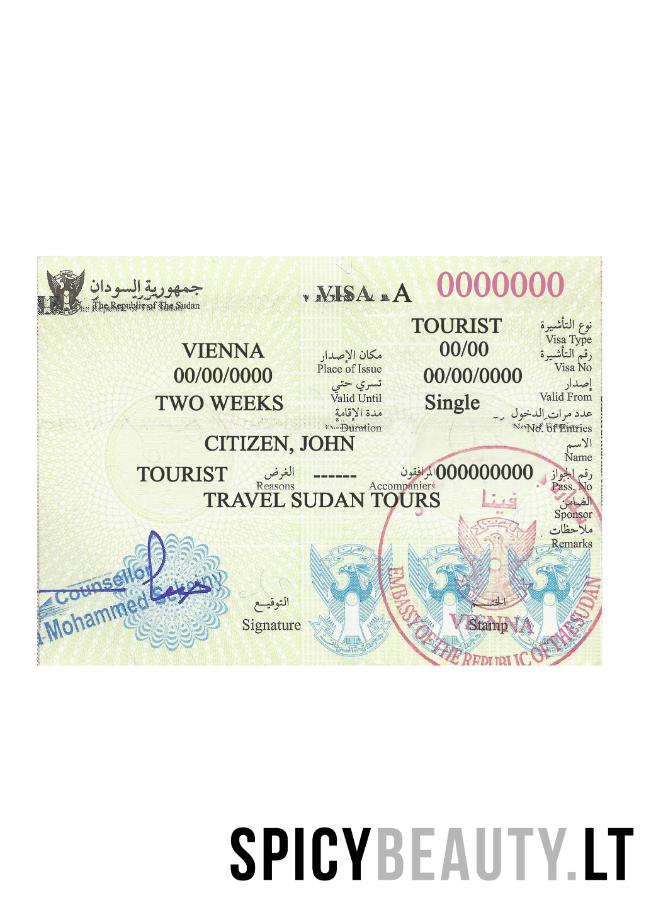 جمهورية السودان
The Republic of The Sudan
VISA A 0000000
TOURIST نوع التأشيرة
Visa Type
VIENNA مكان الإصدار 00/00 رقم التأشيرة
Place of Issue Visa No
00/00/0000 تسري حتي 00/00/0000 إصدار
Valid Until Valid From
TWO WEEKS مدة الإقامة Single عدد مرات الدخول
Duration No. of Entries
CITIZEN, JOHN الاسم
Name
TOURIST الغرض ------ المرافقون 000000000 رقم الجواز
Reasons Accompaniers Pass. No
TRAVEL SUDAN TOURS الضامن
Sponsor
ملاحظات
Remarks
فينا
Counsellor
Mohammed
التوقيع
Signature
الختم
Stamp
VIENNA
EMBASSY OF THE REPUBLIC OF THE SUDAN
SPICYBEAUTY.LT